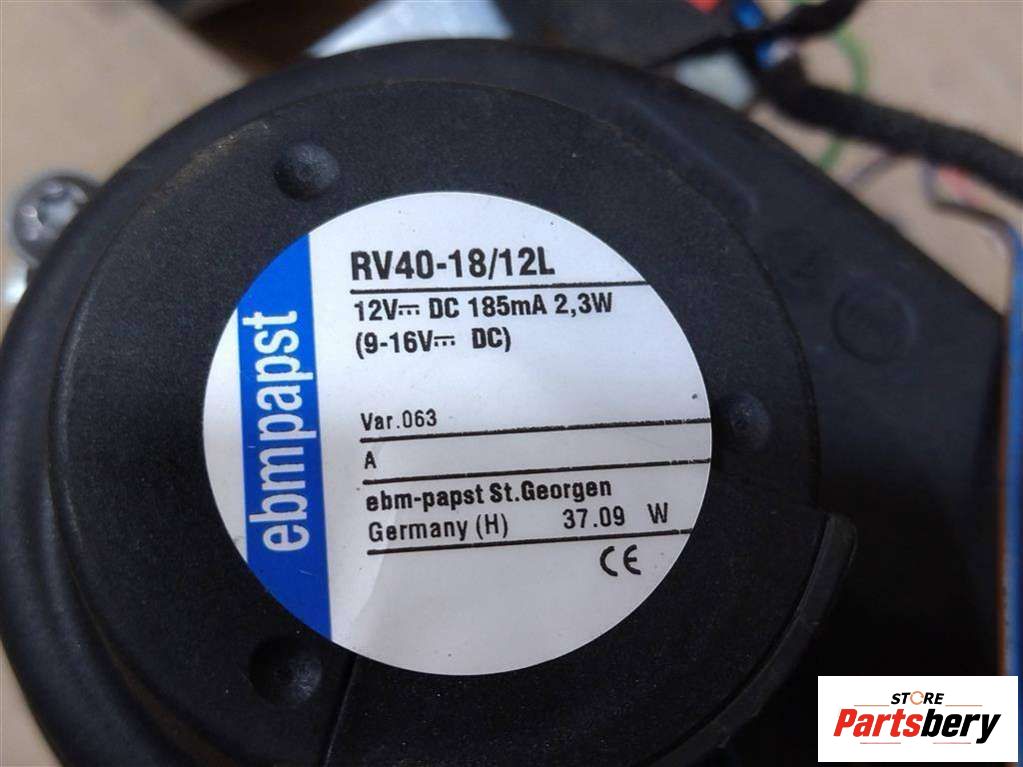 ebmpapst
RV40-18/12L
12V⎓ DC 185mA 2,3W
(9-16V⎓ DC)
Var.063
A
ebm-papst St.Georgen
Germany (H) 37.09 W
CE
STORE
Partsbery